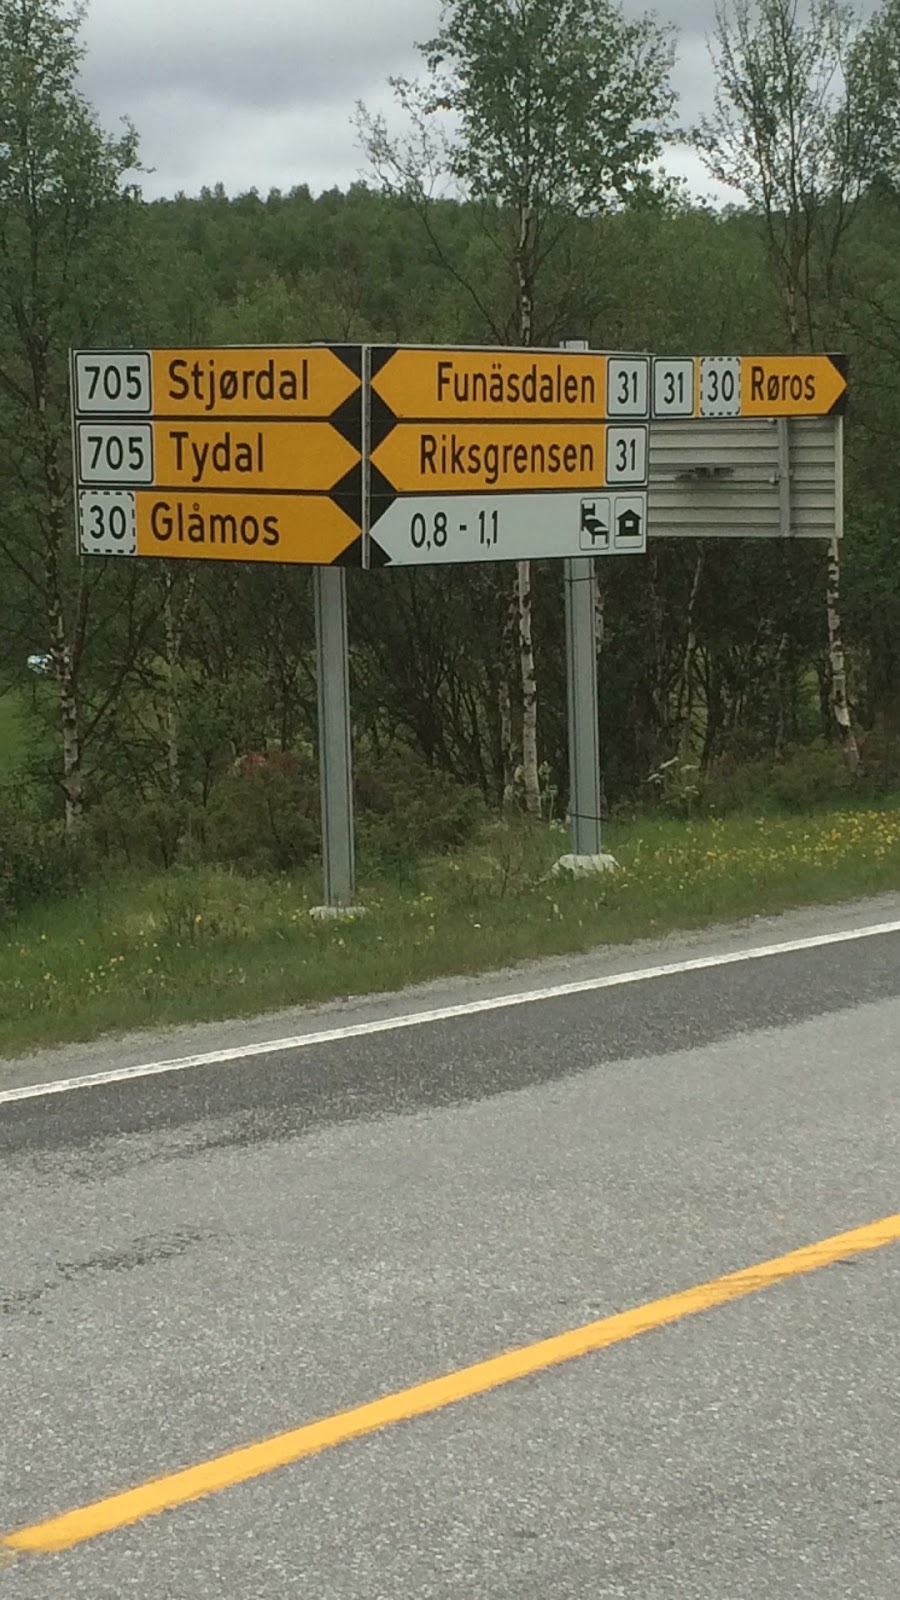 705 Stjørdal
705 Tydal
30 Glåmos
Funäsdalen 31
Riksgrensen 31
0,8 - 1,1
31 30 Røros